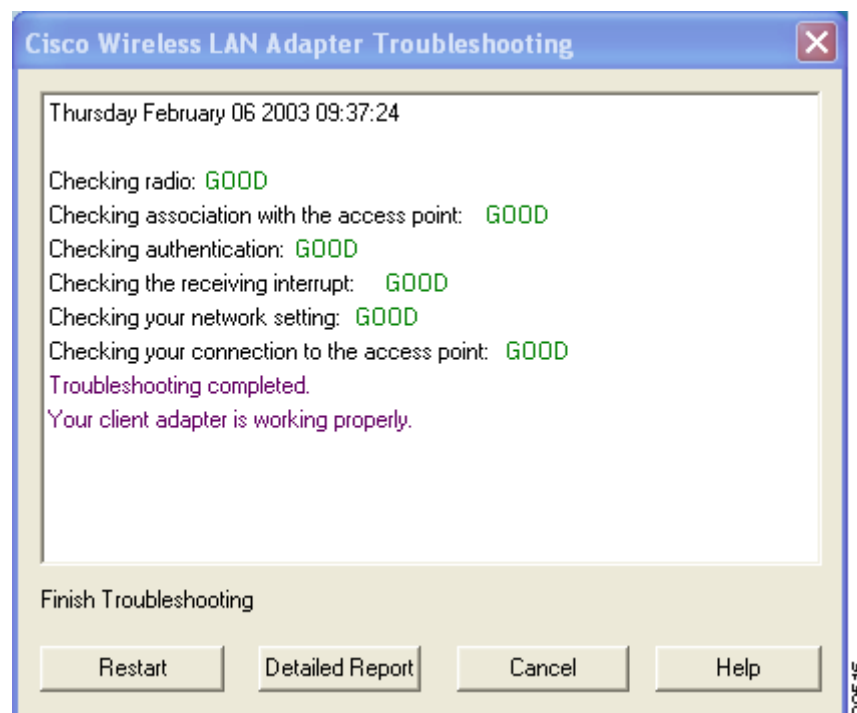 Cisco Wireless LAN Adapter Troubleshooting
Thursday February 06 2003 09:37:24
Checking radio: GOOD
Checking association with the access point: GOOD
Checking authentication: GOOD
Checking the receiving interrupt: GOOD
Checking your network setting: GOOD
Checking your connection to the access point: GOOD
Troubleshooting completed.
Your client adapter is working properly.
Finish Troubleshooting
Restart Detailed Report Cancel Help